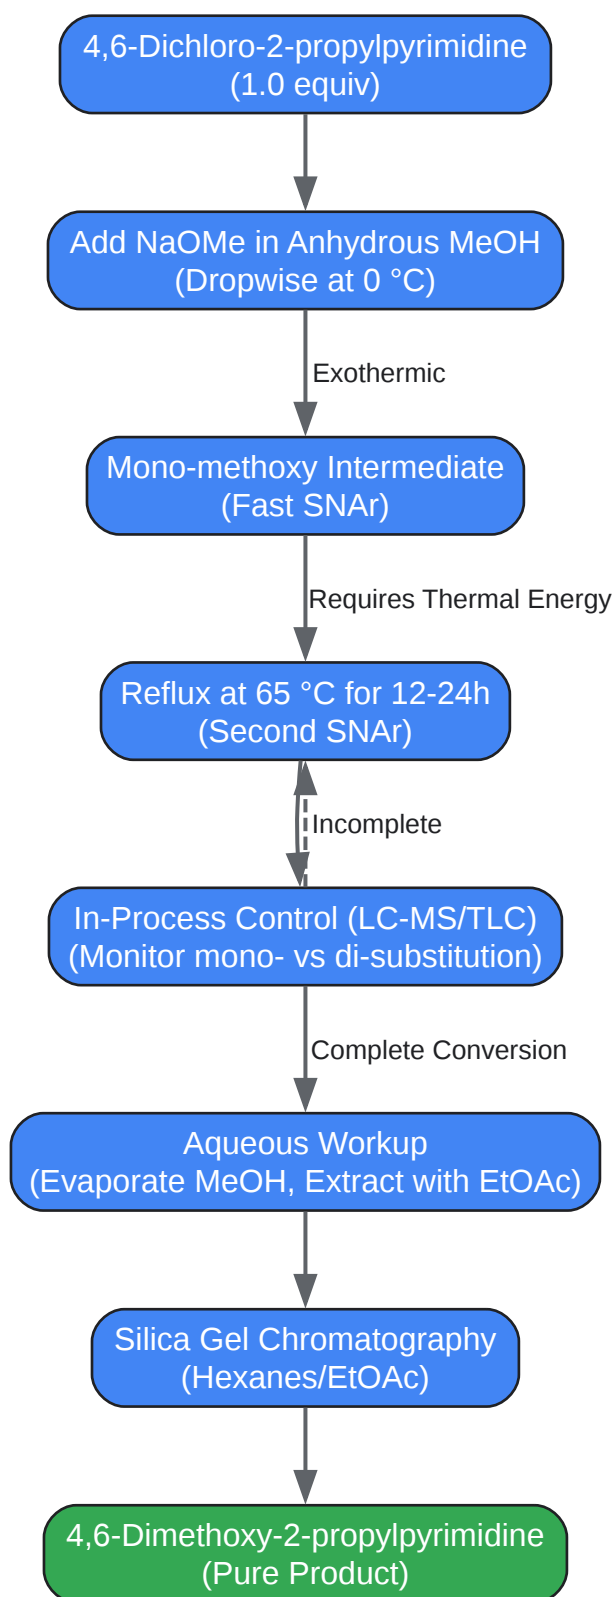 4,6-Dichloro-2-propylpyrimidine
(1.0 equiv)
Add NaOMe in Anhydrous MeOH
(Dropwise at 0 °C)
Exothermic
Mono-methoxy Intermediate
(Fast SNAr)
Requires Thermal Energy
Reflux at 65 °C for 12-24h
(Second SNAr)
Incomplete
In-Process Control (LC-MS/TLC)
(Monitor mono- vs di-substitution)
Complete Conversion
Aqueous Workup
(Evaporate MeOH, Extract with EtOAc)
Silica Gel Chromatography
(Hexanes/EtOAc)
4,6-Dimethoxy-2-propylpyrimidine
(Pure Product)